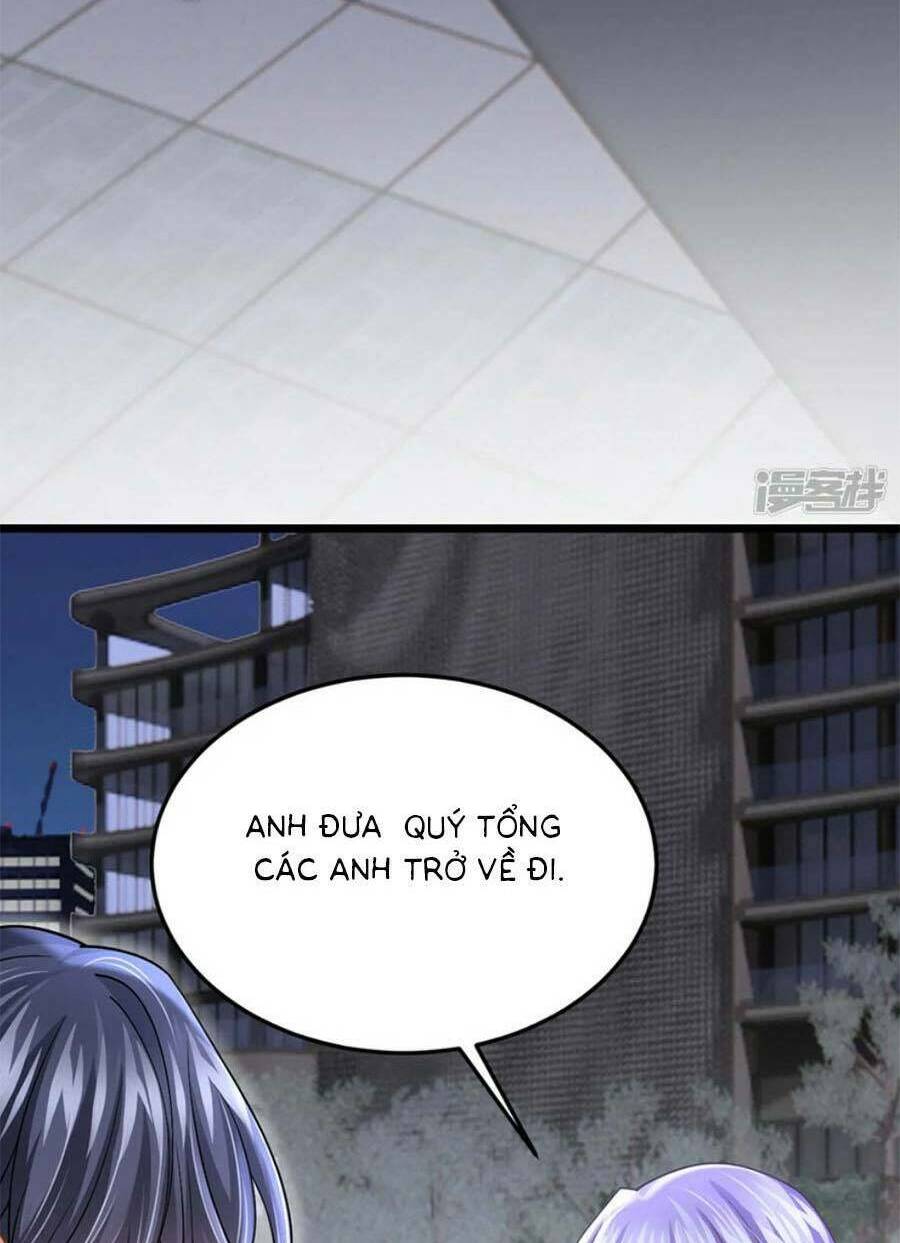 漫客栈
ANH ĐƯA QUÝ TỔNG
CÁC ANH TRỞ VỀ ĐI.